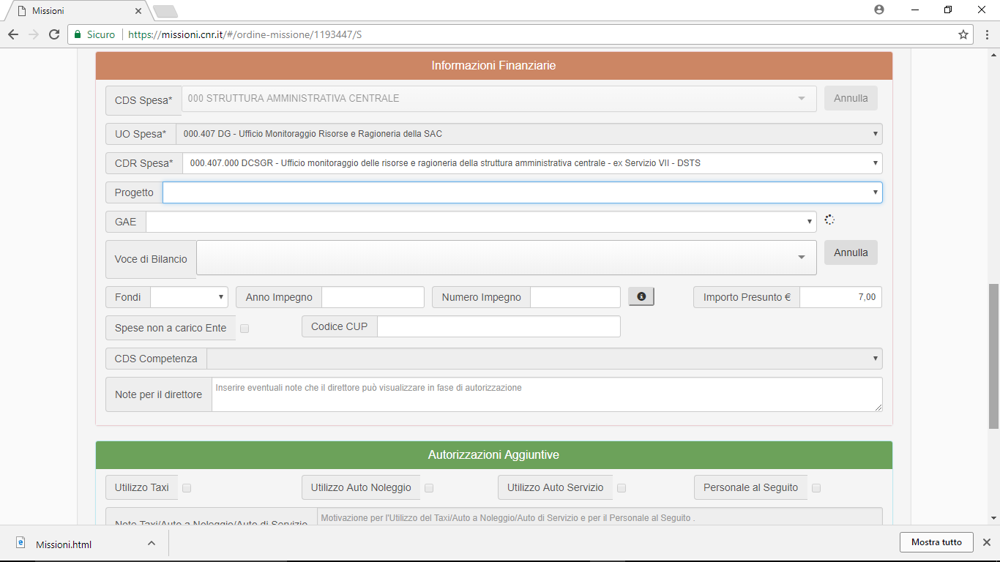 Missioni
Sicuro https://missioni.cnr.it/#/ordine-missione/1193447/S
Informazioni Finanziarie
CDS Spesa* 000 STRUTTURA AMMINISTRATIVA CENTRALE Annulla
UO Spesa* 000.407 DG - Ufficio Monitoraggio Risorse e Ragioneria della SAC
CDR Spesa* 000.407.000 DCSGR - Ufficio monitoraggio delle risorse e ragioneria della struttura amministrativa centrale - ex Servizio VII - DSTS
Progetto
GAE
Voce di Bilancio Annulla
Fondi Anno Impegno Numero Impegno Importo Presunto € 7,00
Spese non a carico Ente Codice CUP
CDS Competenza
Note per il direttore Inserire eventuali note che il direttore può visualizzare in fase di autorizzazione
Autorizzazioni Aggiuntive
Utilizzo Taxi Utilizzo Auto Noleggio Utilizzo Auto Servizio Personale al Seguito
Note Taxi/Auto a Noleggio/Auto di Servizio Motivazione per l'Utilizzo del Taxi/Auto a Noleggio/Auto di Servizio e per il Personale al Seguito .
Missioni.html Mostra tutto